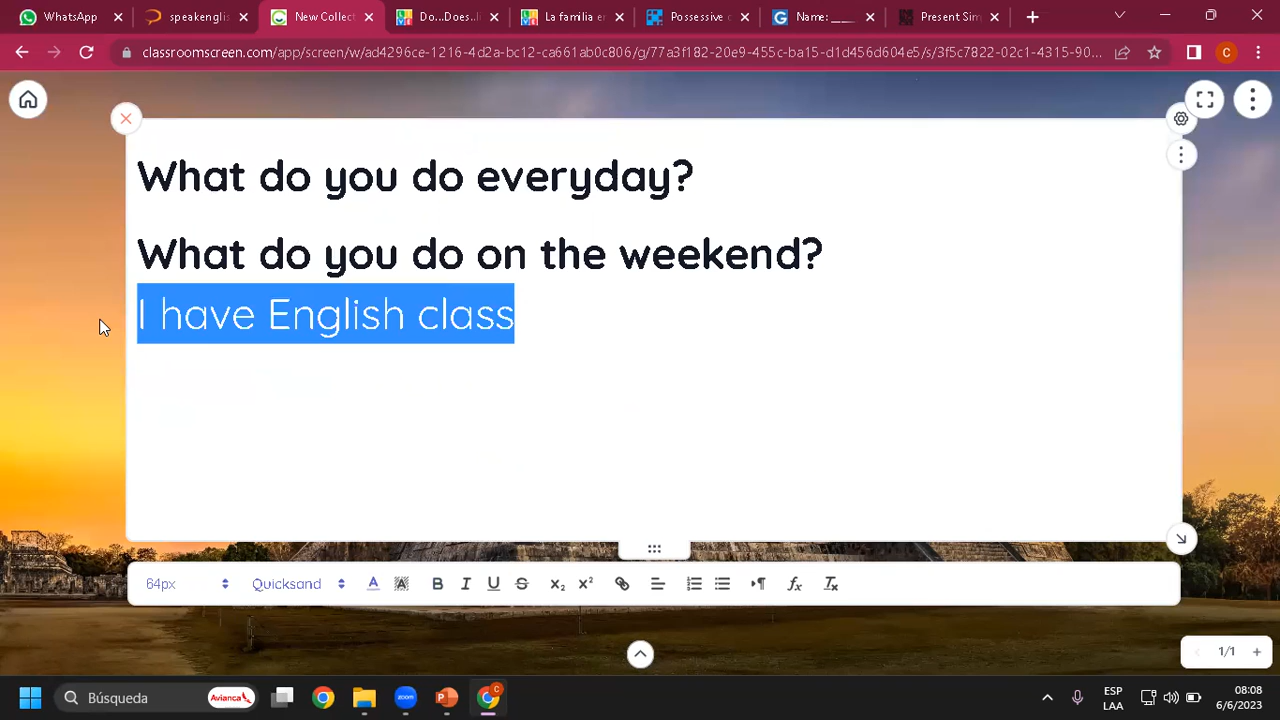 WhatsApp
speakenglis
New Collect
Do...Does..li
La familia e
Possessive
Name: ____
Present Sim
classroomscreen.com/app/screen/w/ad4296ce-1216-4d2a-bc12-ca661ab0c806/g/77a3f182-20e9-455c-ba15-d1d456d604e5/s/3f5c7822-02c1-4315-90...
C
What do you do everyday?
What do you do on the weekend?
I have English class
64px
Quicksand
1/1
Búsqueda
Avianca
ESP
LAA
08:08
6/6/2023